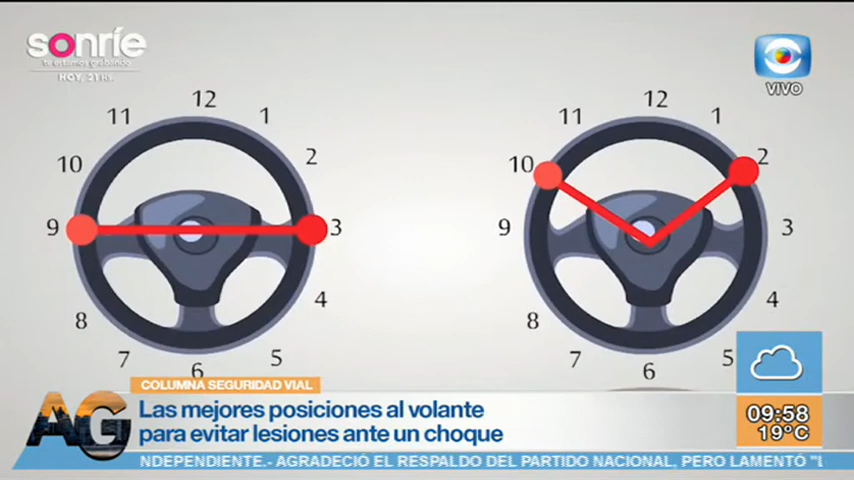 sonríe
te estamos grabando
HOY, 21 HS.
VIVO
12
11
1
10
2
9
3
8
4
7
5
6
12
11
1
10
2
9
3
8
4
7
5
6
COLUMNA SEGURIDAD VIAL
AG
Las mejores posiciones al volante
para evitar lesiones ante un choque
09:58
19°C
NDEPENDIENTE.- AGRADECIÓ EL RESPALDO DEL PARTIDO NACIONAL, PERO LAMENTÓ